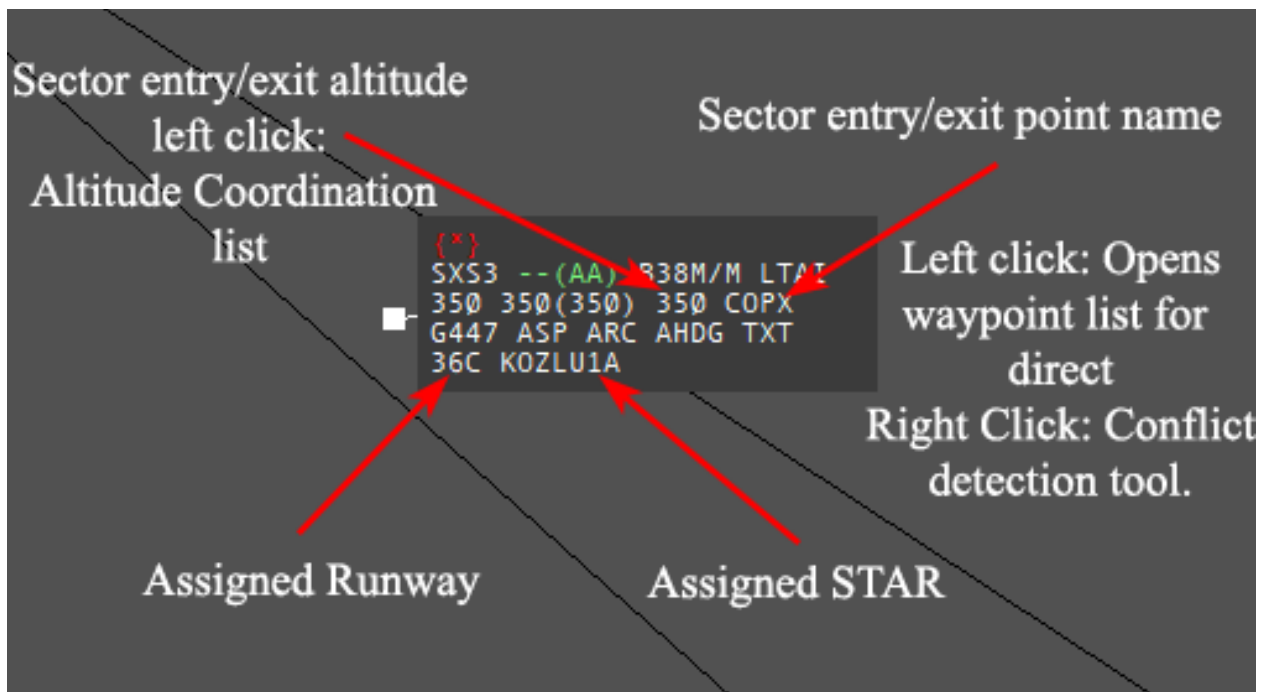 Sector entry/exit altitude
left click:
Altitude Coordination
list
Sector entry/exit point name
Left click: Opens
waypoint list for
direct
Right Click: Conflict
detection tool.
{*}
SXS3 --(AA) B38M/M LTAI
350 350(350) 350 COPX
G447 ASP ARC AHDG TXT
36C KOZLU1A
Assigned Runway
Assigned STAR